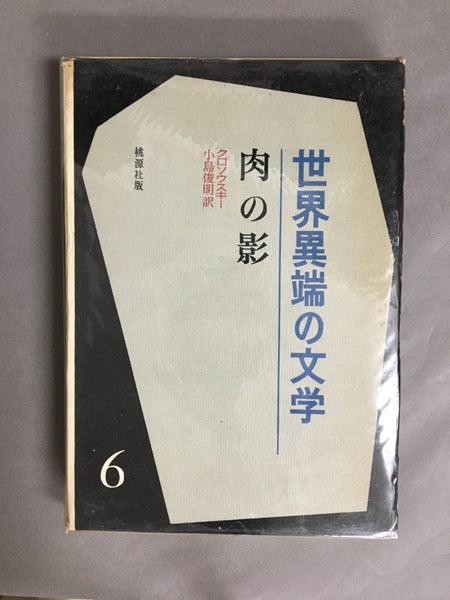 世界異端の文学
肉の影
クロソウスキー
小島俊明訳
桃源社版
6